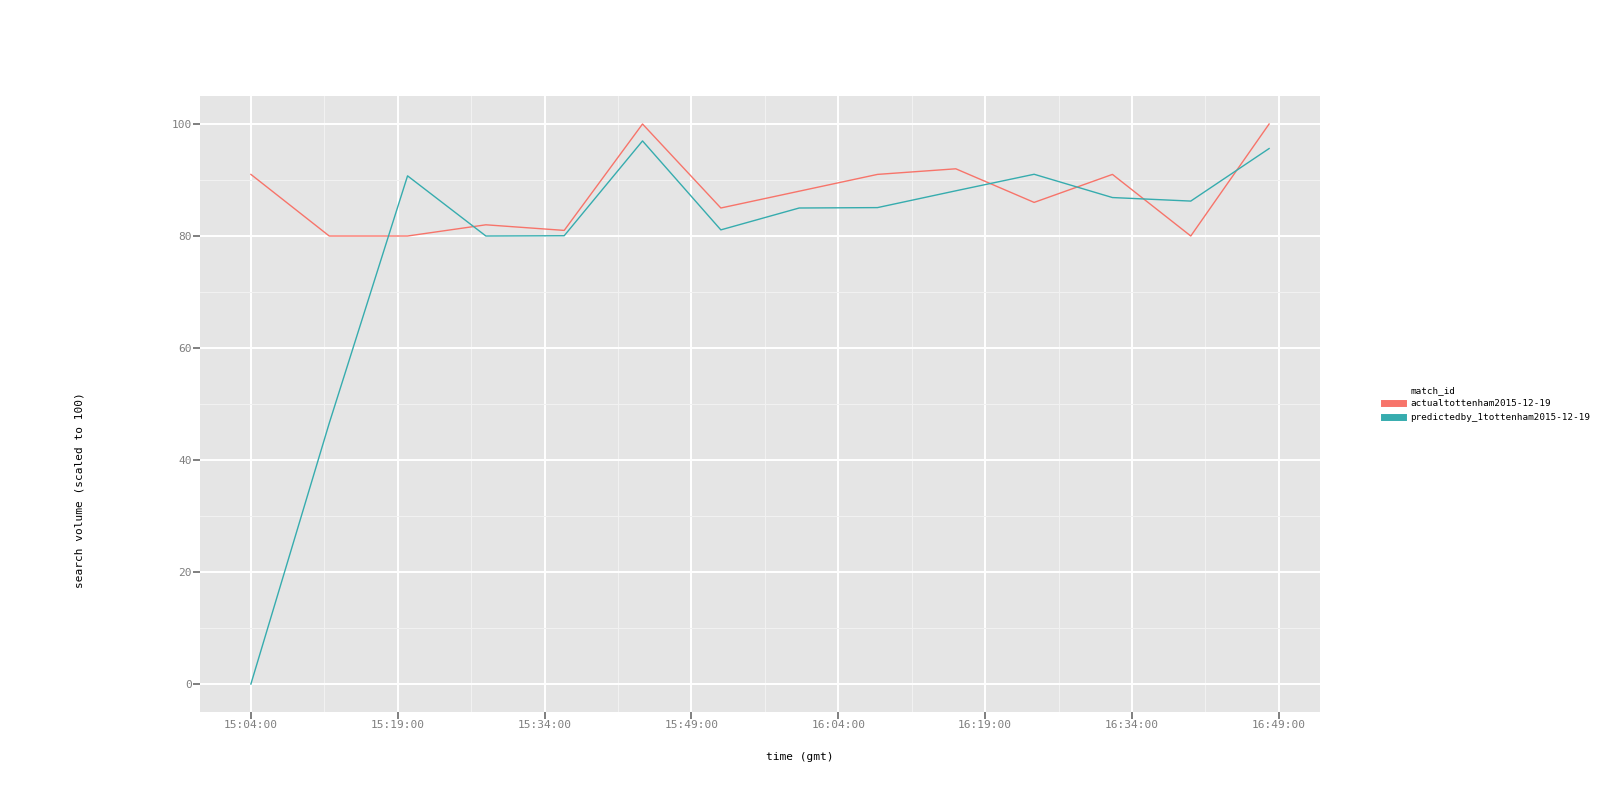 100
80
60
40
20
0
search volume (scaled to 100)
15:04:00
15:19:00
15:34:00
15:49:00
16:04:00
16:19:00
16:34:00
16:49:00
time (gmt)
match_id
actualtottenham2015-12-19
predictedby_1tottenham2015-12-19